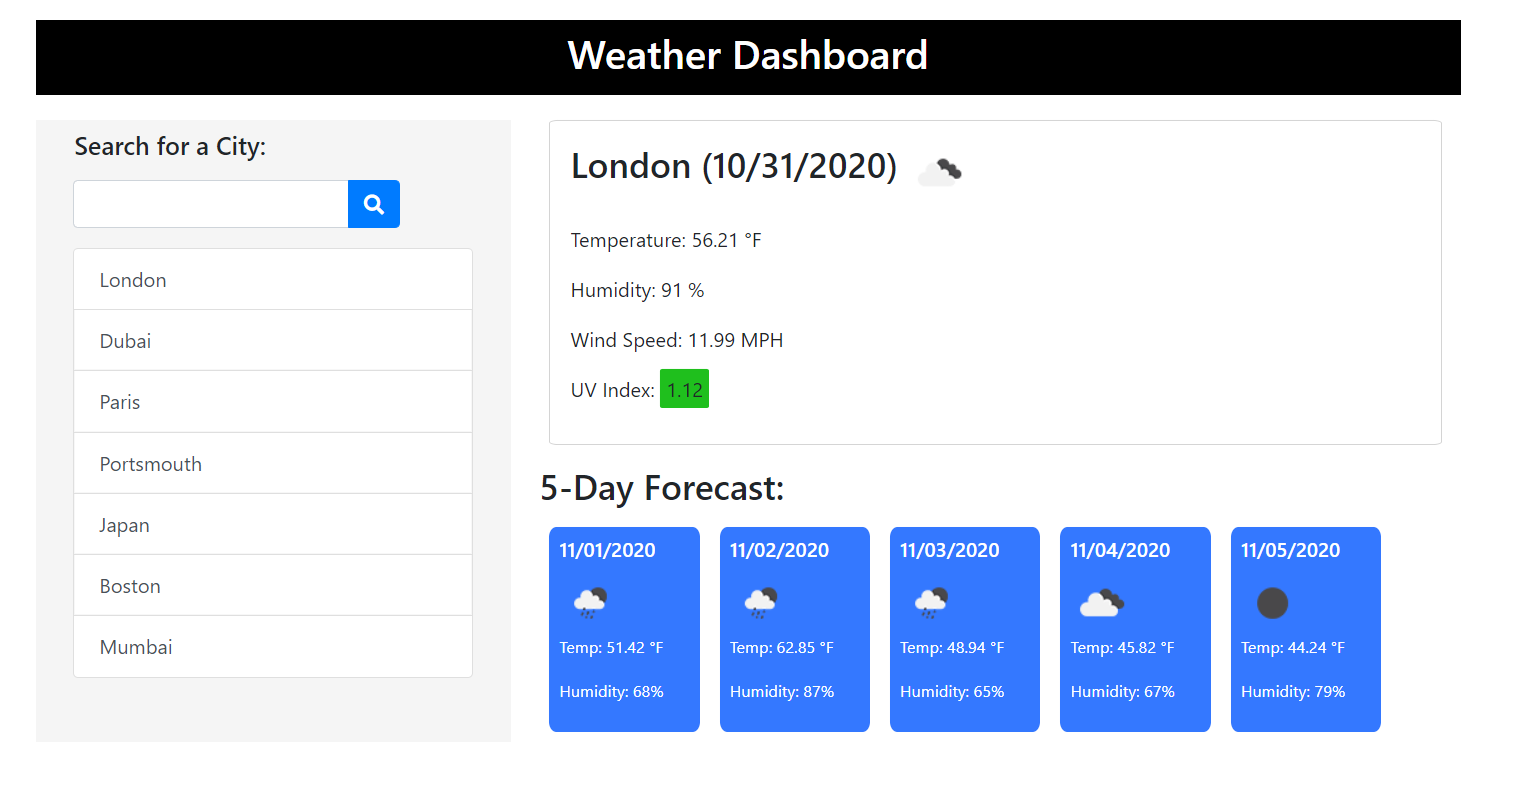 Weather Dashboard
Search for a City:
London
Dubai
Paris
Portsmouth
Japan
Boston
Mumbai
London (10/31/2020)
Temperature: 56.21 °F
Humidity: 91 %
Wind Speed: 11.99 MPH
UV Index: 1.12
5-Day Forecast:
11/01/2020
Temp: 51.42 °F
Humidity: 68%
11/02/2020
Temp: 62.85 °F
Humidity: 87%
11/03/2020
Temp: 48.94 °F
Humidity: 65%
11/04/2020
Temp: 45.82 °F
Humidity: 67%
11/05/2020
Temp: 44.24 °F
Humidity: 79%